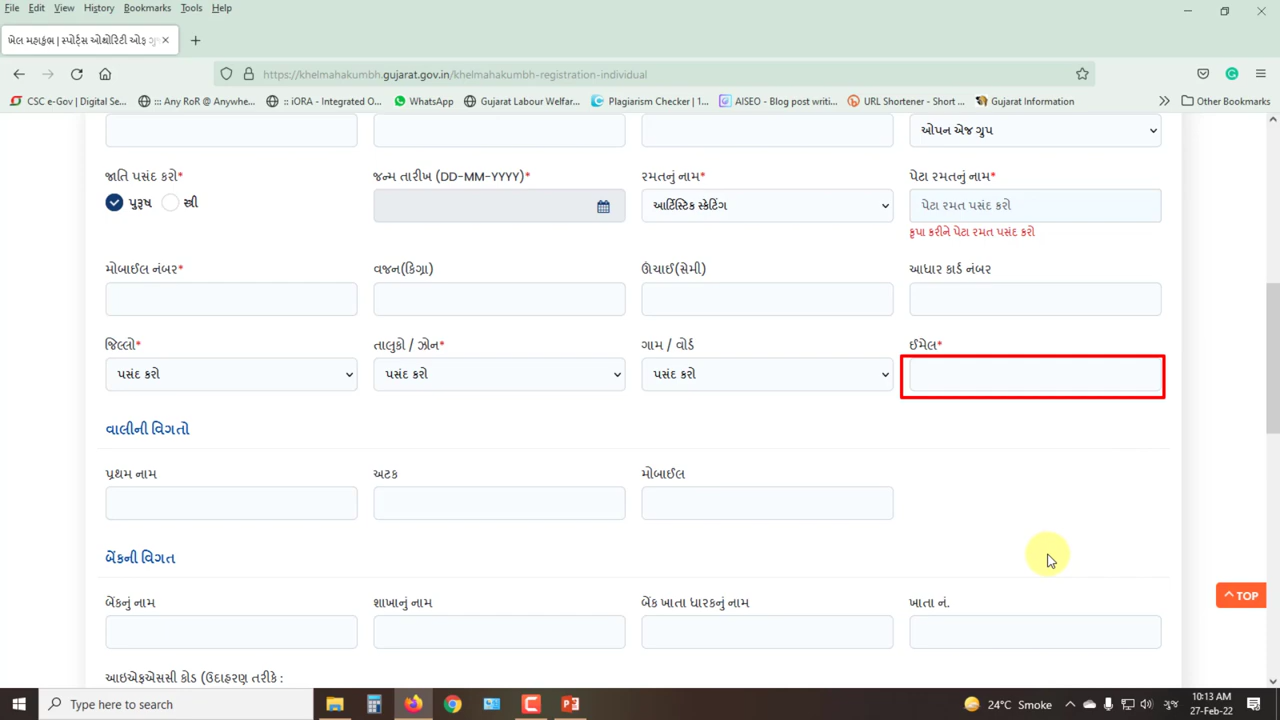 File Edit View History Bookmarks Tools Help
ખેલ મહાકુંભ | સ્પોર્ટ્સ ઓથોરિટી ઓફ ગુજ
https://khelmahakumbh.gujarat.gov.in/khelmahakumbh-registration-individual
CSC e-Gov | Digital Se... ::: Any RoR @ Anywhe... :: iORA - Integrated O... WhatsApp Gujarat Labour Welfar... Plagiarism Checker | 1... AISEO - Blog post writi... URL Shortener - Short ... Gujarat Information Other Bookmarks
ઓપન એજ ગ્રુપ
જાતિ પસંદ કરો* જન્મ તારીખ (DD-MM-YYYY)* રમતનું નામ* પેટા રમતનું નામ*
પુરૂષ સ્ત્રી આર્ટિસ્ટિક સ્કેટિંગ પેટા રમત પસંદ કરો
કૃપા કરીને પેટા રમત પસંદ કરો
મોબાઈલ નંબર* વજન(કિગ્રા) ઊંચાઈ(સેમી) આધાર કાર્ડ નંબર
જિલ્લો* તાલુકો / ઝોન* ગામ / વોર્ડ ઈમેલ*
પસંદ કરો પસંદ કરો પસંદ કરો
વાલીની વિગતો
પ્રથમ નામ અટક મોબાઈલ
બેંકની વિગત
બેંકનું નામ શાખાનું નામ બેંક ખાતા ધારકનું નામ ખાતા નં.
TOP
આઇએફએસસી કોડ (ઉદાહરણ તરીકે :
Type here to search 24°C Smoke ગુજ 10:13 AM
27-Feb-22